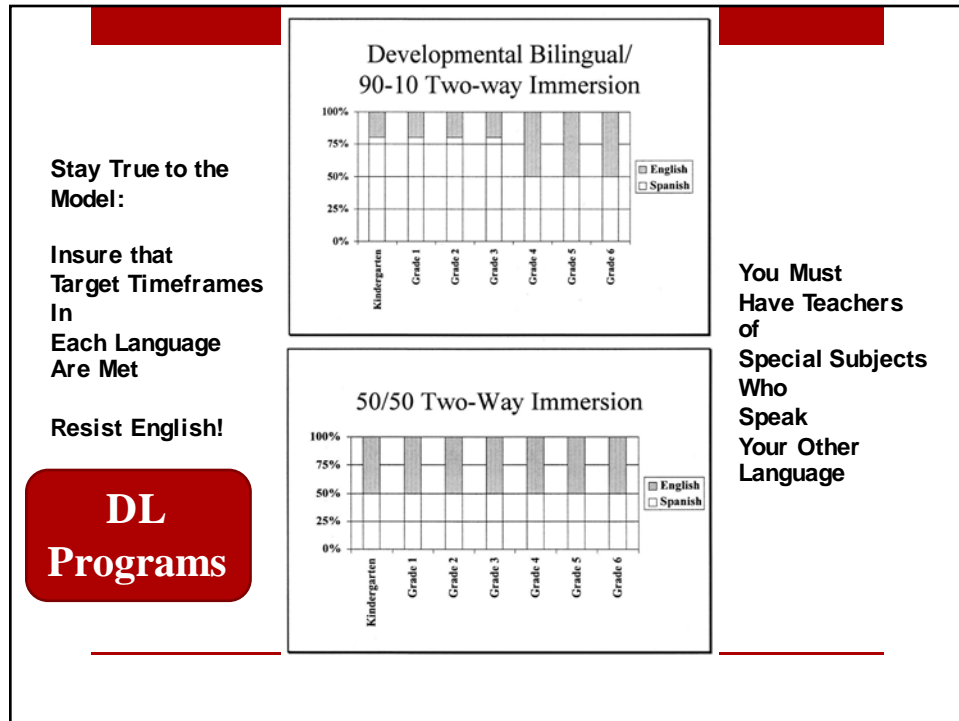 Stay True to the
Model:
Insure that
Target Timeframes
In
Each Language
Are Met
Resist English!
DL
Programs
Developmental Bilingual/
90-10 Two-way Immersion
100%
75%
50%
25%
0%
Kindergarten
Grade 1
Grade 2
Grade 3
Grade 4
Grade 5
Grade 6
English
Spanish
50/50 Two-Way Immersion
100%
75%
50%
25%
0%
Kindergarten
Grade 1
Grade 2
Grade 3
Grade 4
Grade 5
Grade 6
English
Spanish
You Must
Have Teachers
of
Special Subjects
Who
Speak
Your Other
Language